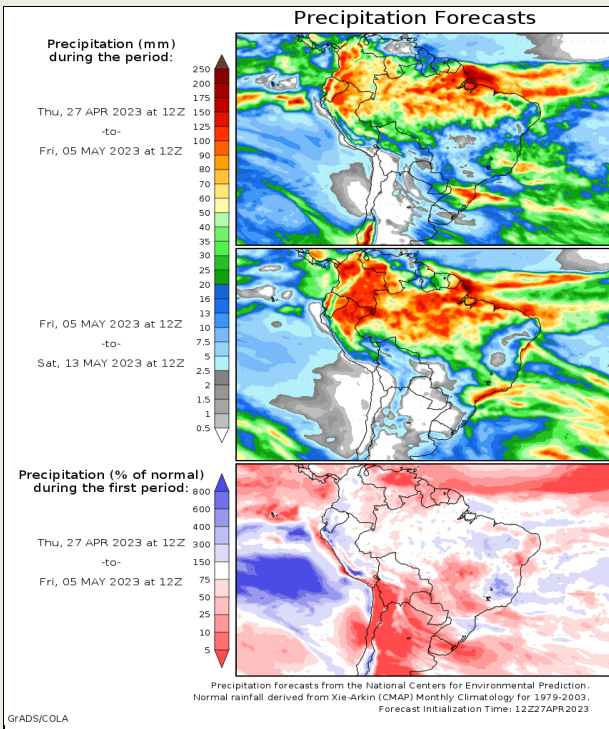 Precipitation Forecasts
Precipitation (mm)
during the period:
Thu, 27 APR 2023 at 12Z
-to-
Fri, 05 MAY 2023 at 12Z
250
200
175
150
125
100
90
80
70
60
50
40
35
30
25
20
16
13
10
7.5
5
2.5
2
1.5
1
0.5
Fri, 05 MAY 2023 at 12Z
-to-
Sat, 13 MAY 2023 at 12Z
Precipitation (% of normal)
during the first period:
Thu, 27 APR 2023 at 12Z
-to-
Fri, 05 MAY 2023 at 12Z
800
600
400
300
150
75
50
25
10
5
Precipitation forecasts from the National Centers for Environmental Prediction.
Normal rainfall derived from Xie-Arkin (CMAP) Monthly Climatology for 1979-2003.
Forecast Initialization Time: 12Z27APR2023
GrADS/COLA